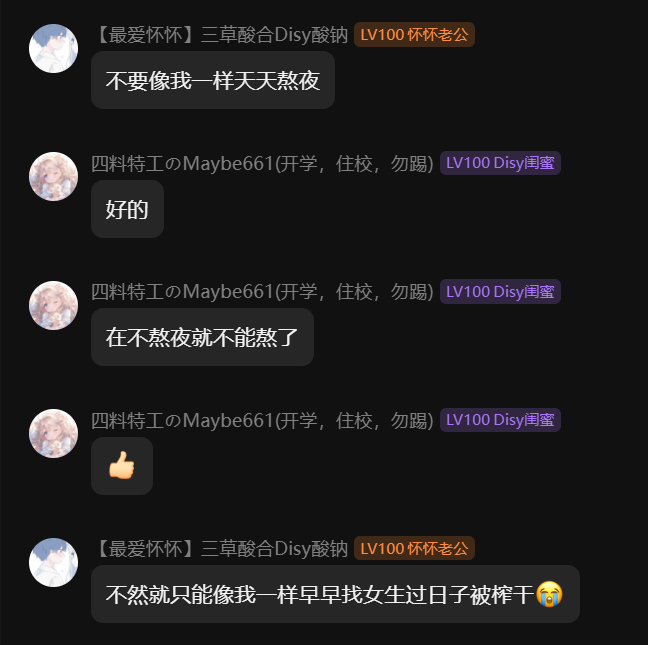 【最爱怀怀】三草酸合Disy酸钠 LV100 怀怀老公
不要像我一样天天熬夜
四料特工のMaybe661(开学，住校，勿踢) LV100 Disy闺蜜
好的
四料特工のMaybe661(开学，住校，勿踢) LV100 Disy闺蜜
在不熬夜就不能熬了
四料特工のMaybe661(开学，住校，勿踢) LV100 Disy闺蜜
👍🏻
【最爱怀怀】三草酸合Disy酸钠 LV100 怀怀老公
不然就只能像我一样早早找女生过日子被榨干😭